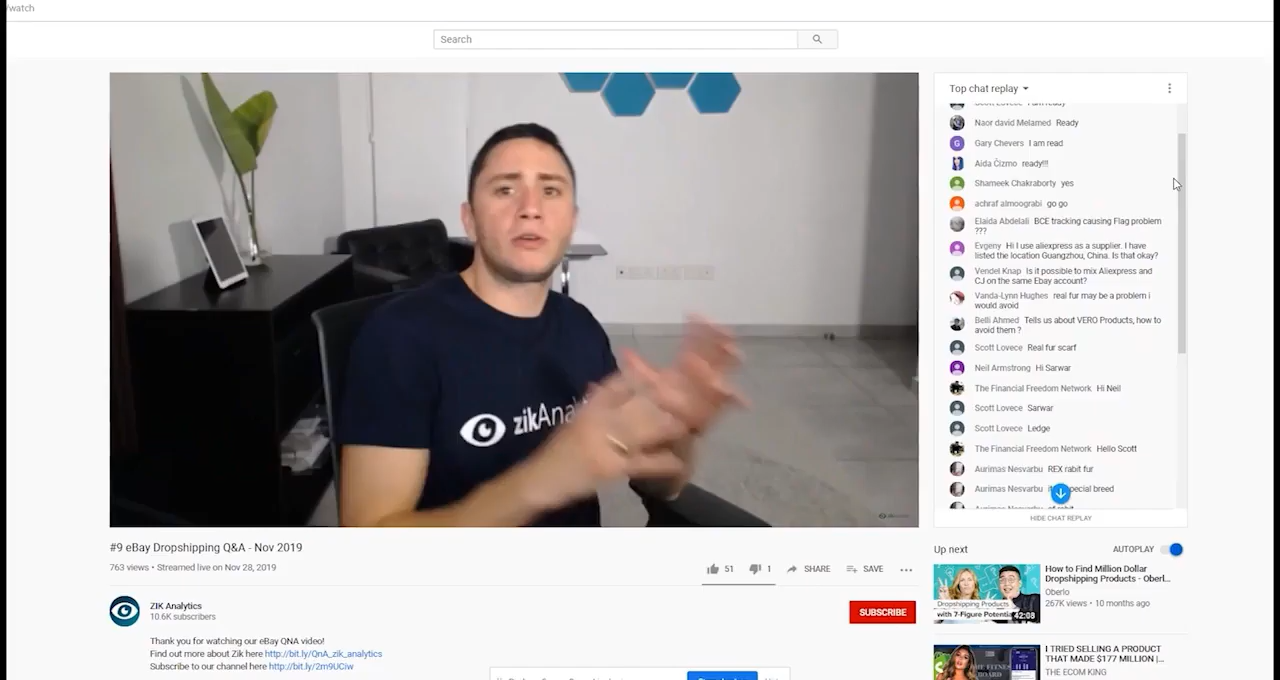 /watch
Search
zikAnal
Top chat replay
Naor david Melamed Ready
Gary Chevers I am read
Aida Čizmo ready!!!
Shameek Chakraborty yes
achraf almoograbi go go
Elaida Abdelali BCE tracking causing Flag problem
???
Evgeny Hi I use aliexpress as a supplier. I have
listed the location Guangzhou, China. Is that okay?
Vendel Knap Is it possible to mix Aliexpress and
CJ on the same Ebay account?
Vanda-Lynn Hughes real fur may be a problem i
would avoid
Belli Ahmed Tells us about VERO Products, how to
avoid them ?
Scott Lovece Real fur scarf
Neil Armstrong Hi Sarwar
The Financial Freedom Network Hi Neil
Scott Lovece Sarwar
Scott Lovece Ledge
The Financial Freedom Network Hello Scott
Aurimas Nesvarbu REX rabit fur
Aurimas Nesvarbu breed
HIDE CHAT REPLAY
#9 eBay Dropshipping Q&A - Nov 2019
763 views • Streamed live on Nov 28, 2019
51
1
SHARE
SAVE
ZIK Analytics
10.6K subscribers
SUBSCRIBE
Thank you for watching our eBay QNA video!
Find out more about Zik here http://bit.ly/QnA_zik_analytics
Subscribe to our channel here http://bit.ly/2m9UCiw
Up next
AUTOPLAY
How to Find Million Dollar
Dropshipping Products - Oberl...
Oberlo
267K views • 10 months ago
Dropshipping Products
with 7-Figure Potentia
42:08
I TRIED SELLING A PRODUCT
THAT MADE $177 MILLION |...
THE ECOM KING